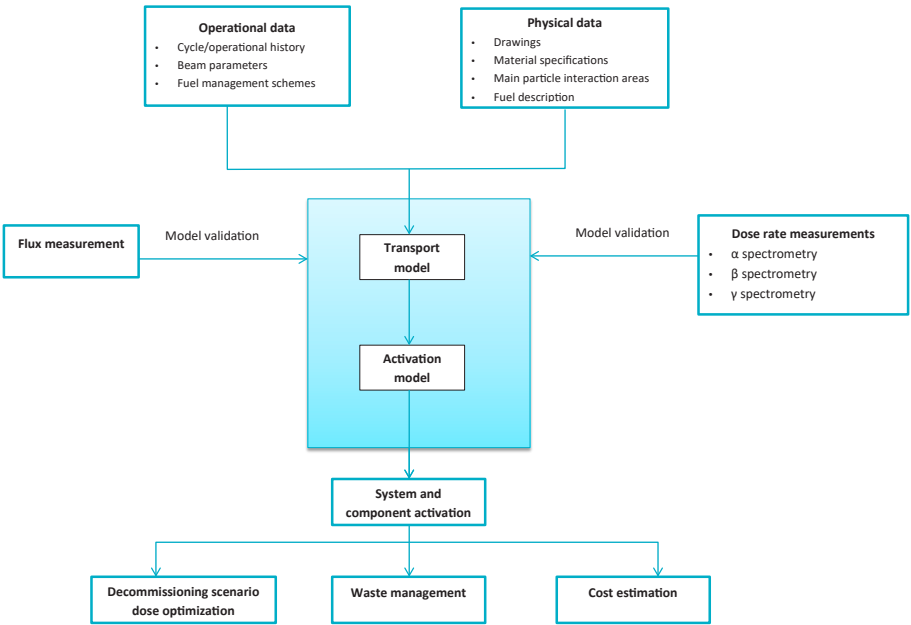 Operational data
• Cycle/operational history
• Beam parameters
• Fuel management schemes
Physical data
• Drawings
• Material specifications
• Main particle interaction areas
• Fuel description
Flux measurement
Model validation
Transport
model
Activation
model
Model validation
Dose rate measurements
• α spectrometry
• β spectrometry
• γ spectrometry
System and
component activation
Decommissioning scenario
dose optimization
Waste management
Cost estimation